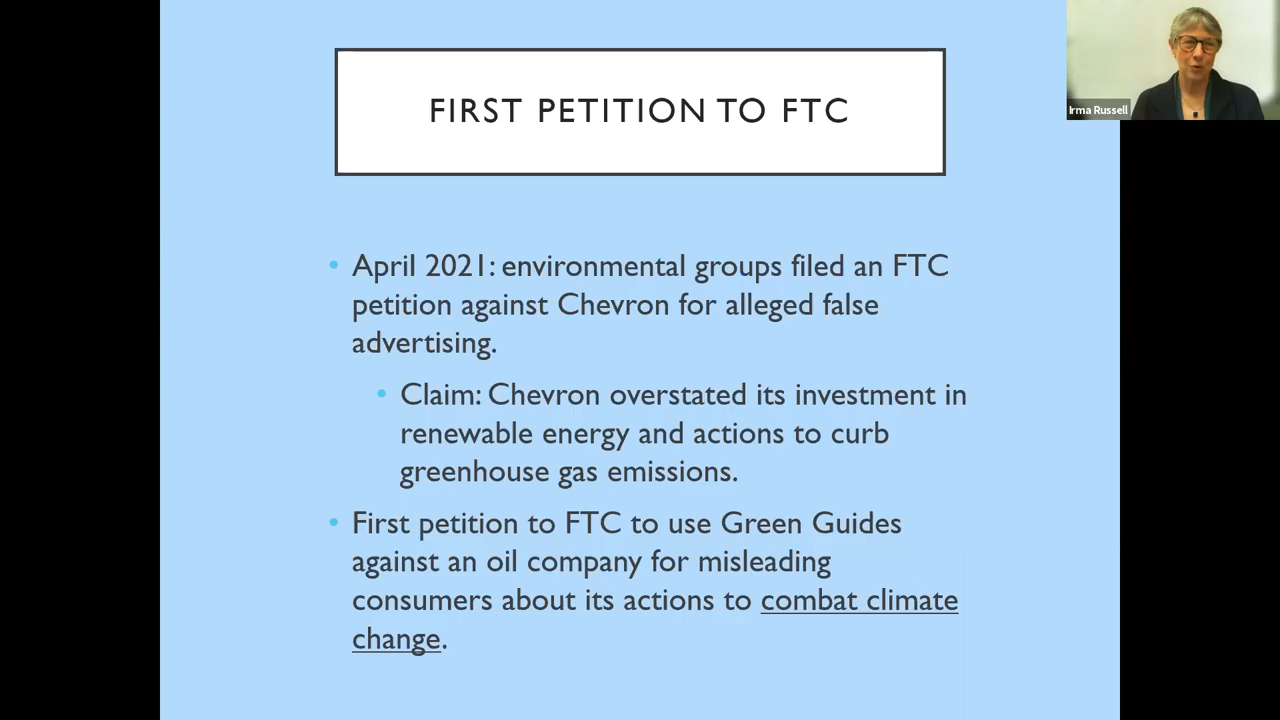 FIRST PETITION TO FTC
Irma Russell
• April 2021: environmental groups filed an FTC
petition against Chevron for alleged false
advertising.
• Claim: Chevron overstated its investment in
renewable energy and actions to curb
greenhouse gas emissions.
• First petition to FTC to use Green Guides
against an oil company for misleading
consumers about its actions to combat climate
change.